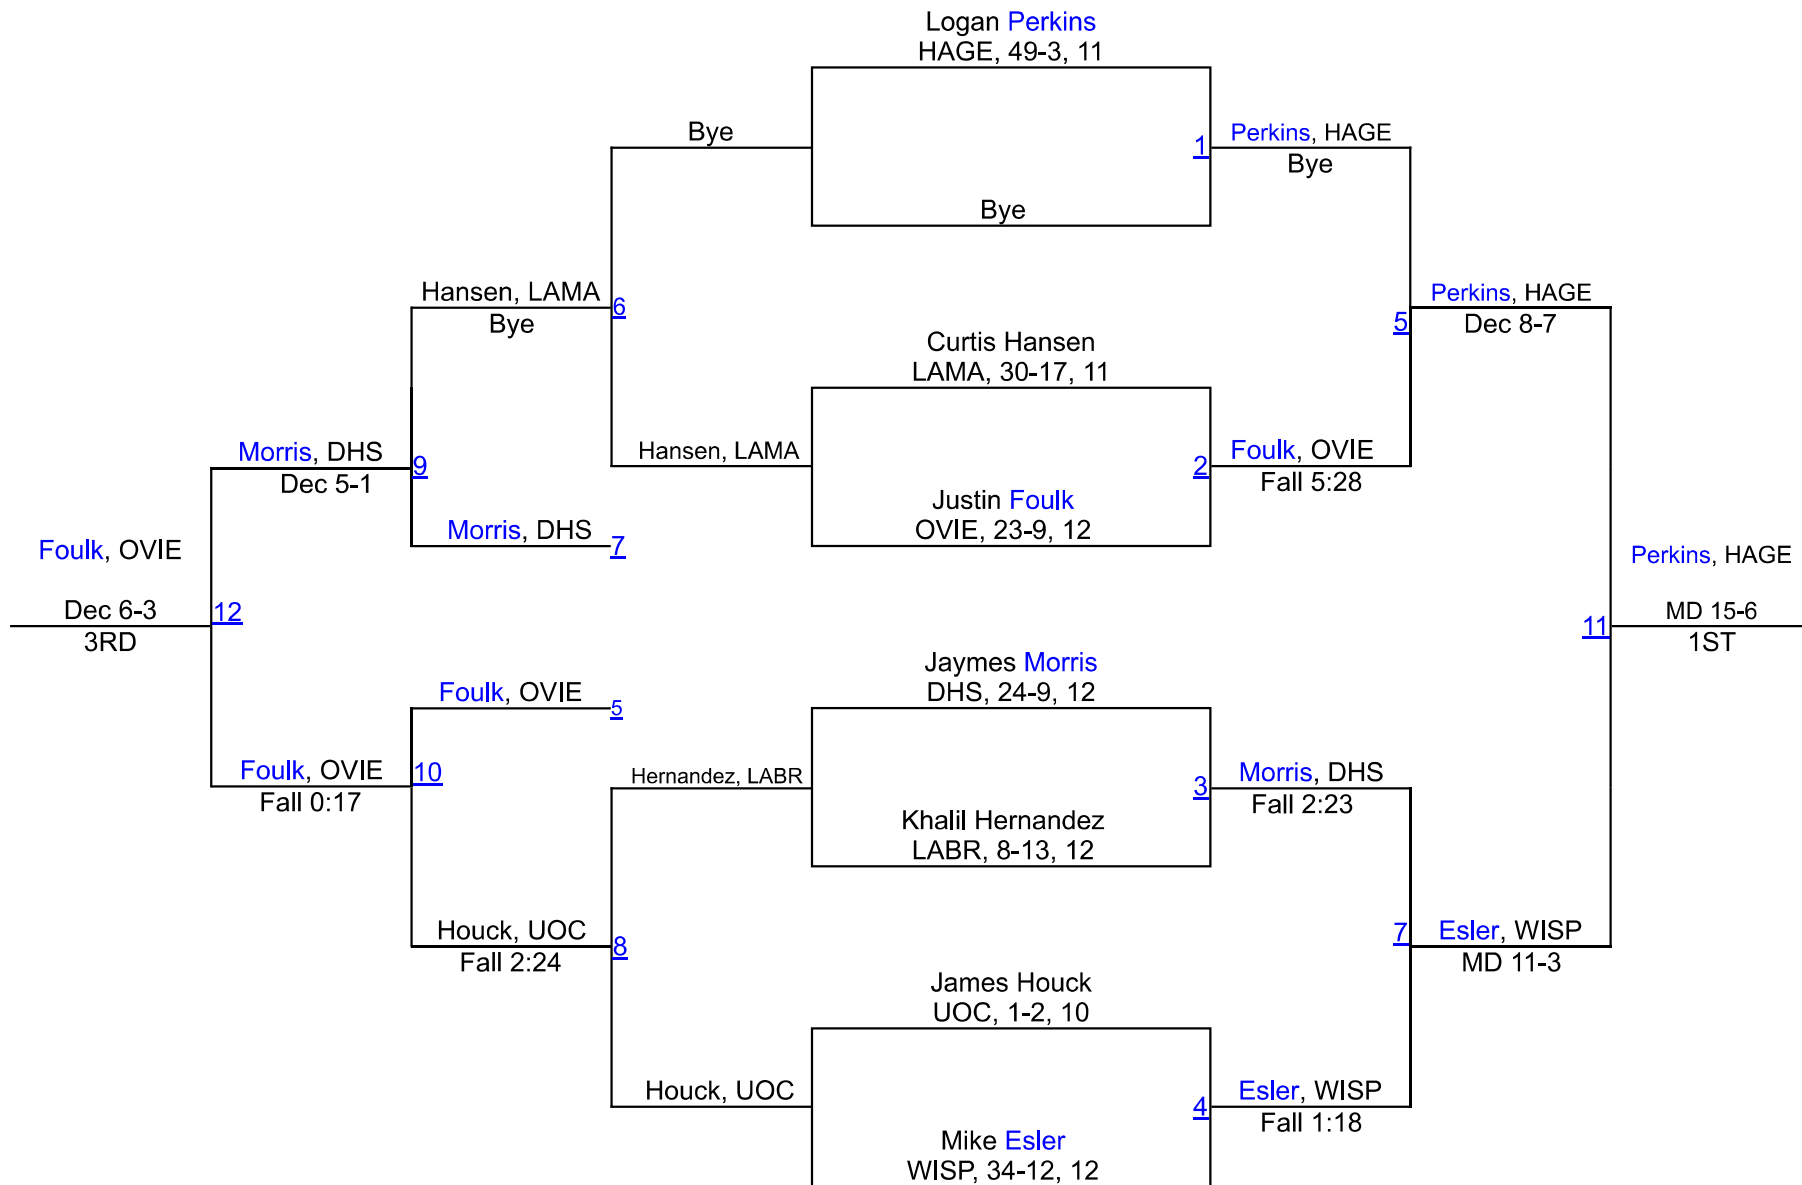 Logan Perkins
HAGE, 49-3, 11
Bye
1
Perkins, HAGE
Bye
Bye
Hansen, LAMA
Bye
6
Perkins, HAGE
Dec 8-7
5
Curtis Hansen
LAMA, 30-17, 11
Morris, DHS
Dec 5-1
9
Hansen, LAMA
2
Foulk, OVIE
Fall 5:28
Justin Foulk
OVIE, 23-9, 12
Morris, DHS
7
Foulk, OVIE
Dec 6-3
3RD
12
Perkins, HAGE
MD 15-6
1ST
11
Jaymes Morris
DHS, 24-9, 12
Foulk, OVIE
5
Foulk, OVIE
Fall 0:17
10
Hernandez, LABR
3
Morris, DHS
Fall 2:23
Khalil Hernandez
LABR, 8-13, 12
Houck, UOC
Fall 2:24
8
7
Esler, WISP
MD 11-3
James Houck
UOC, 1-2, 10
Houck, UOC
4
Esler, WISP
Fall 1:18
Mike Esler
WISP, 34-12, 12